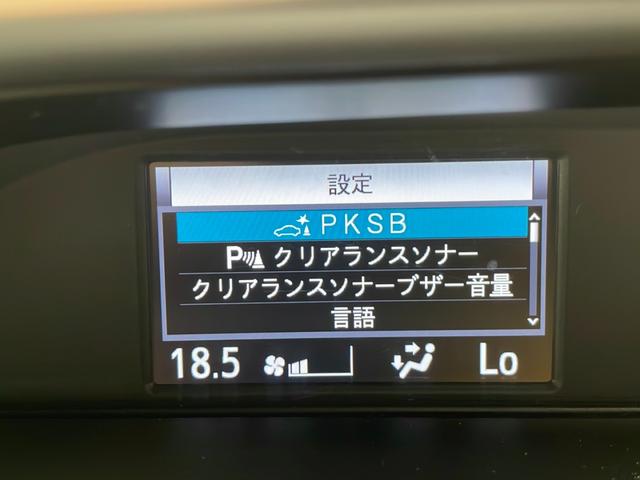 設定
PKSB
P クリアランスソナー
クリアランスソナーブザー音量
言語
18.5 Lo